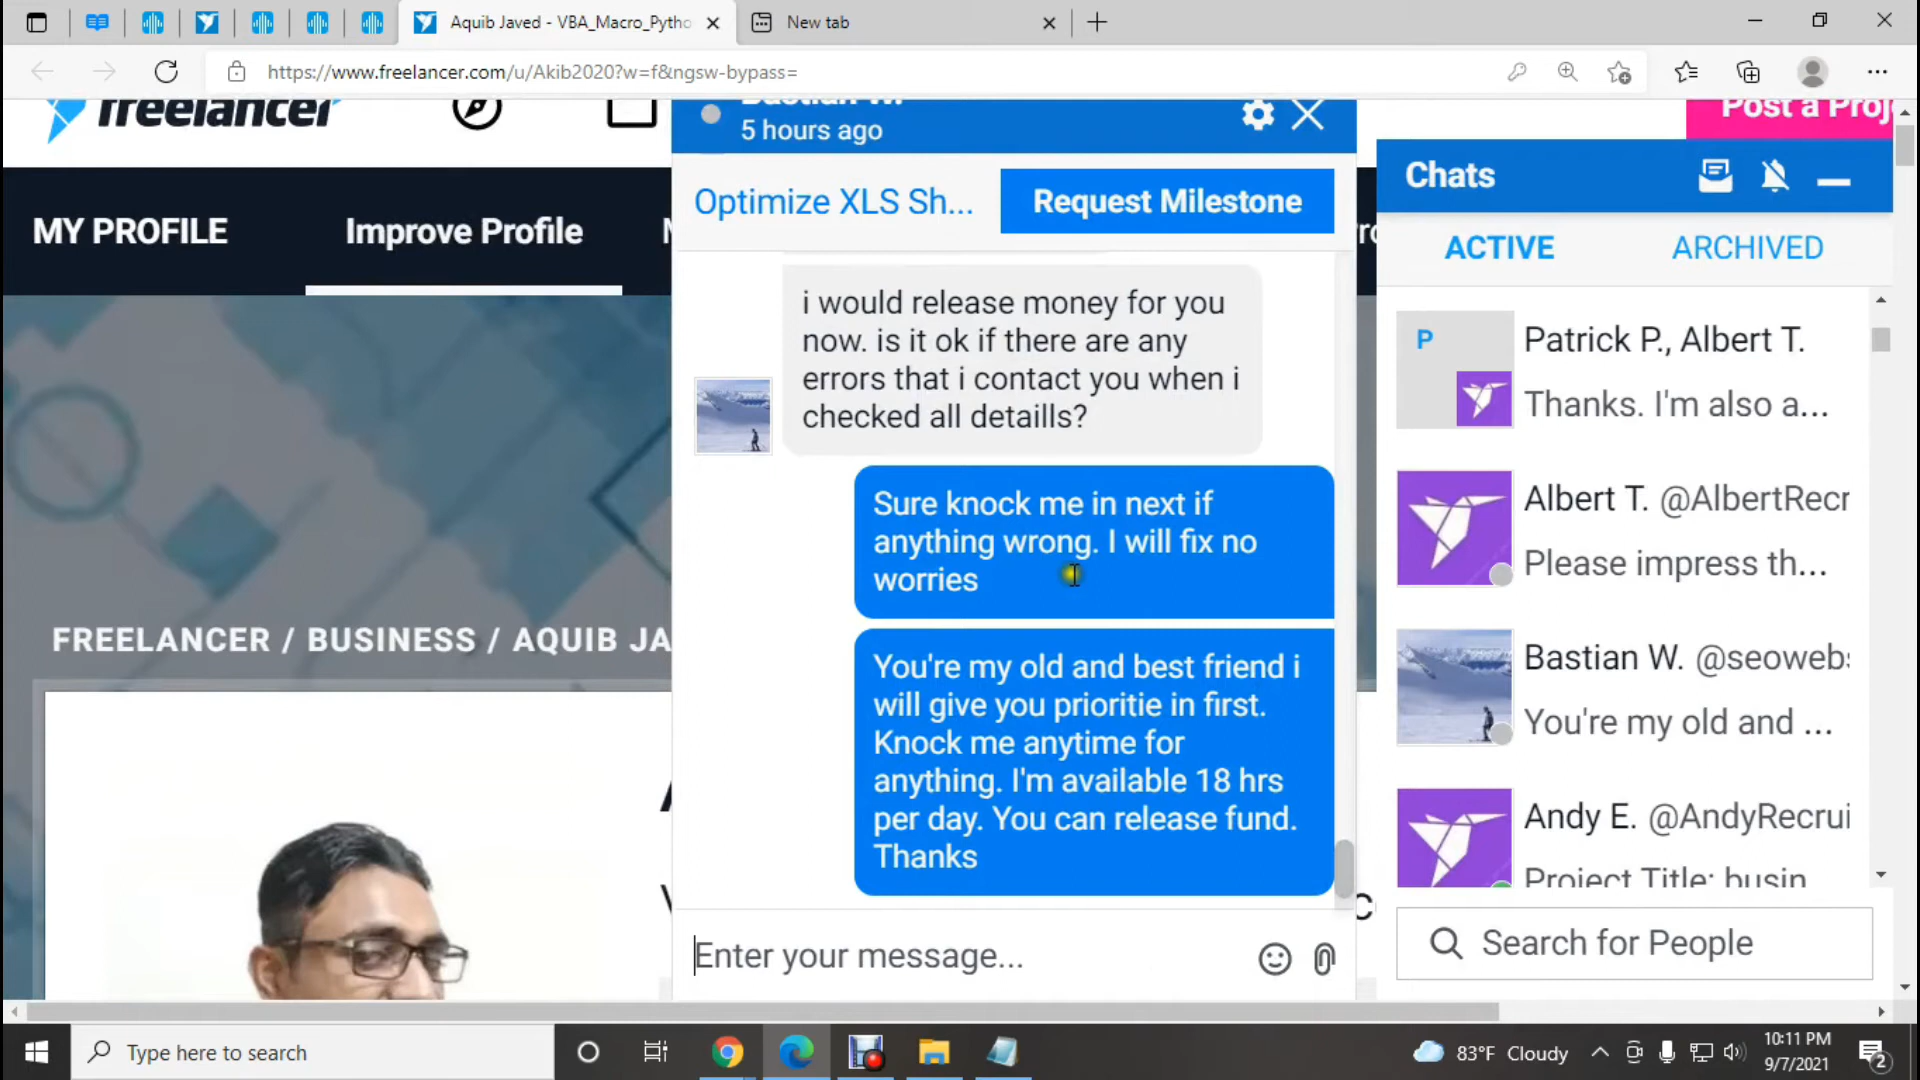 Aquib Javed - VBA_Macro_Pytho
New tab
https://www.freelancer.com/u/Akib2020?w=f&ngsw-bypass=
freelancer
Bastian W.
5 hours ago
Post a Proj
Optimize XLS Sh...
Request Milestone
Chats
MY PROFILE
Improve Profile
ACTIVE
ARCHIVED
i would release money for you
now. is it ok if there are any
errors that i contact you when i
checked all detaills?
Sure knock me in next if
anything wrong. I will fix no
worries
You're my old and best friend i
will give you prioritie in first.
Knock me anytime for
anything. I'm available 18 hrs
per day. You can release fund.
Thanks
Enter your message...
P
Patrick P., Albert T.
Thanks. I'm also a...
Albert T. @AlbertRecr
Please impress th...
Bastian W. @seowebs
You're my old and ...
Andy E. @AndyRecrui
Project Title: busin
Search for People
FREELANCER / BUSINESS / AQUIB JA
Type here to search
83°F Cloudy
10:11 PM
9/7/2021
2